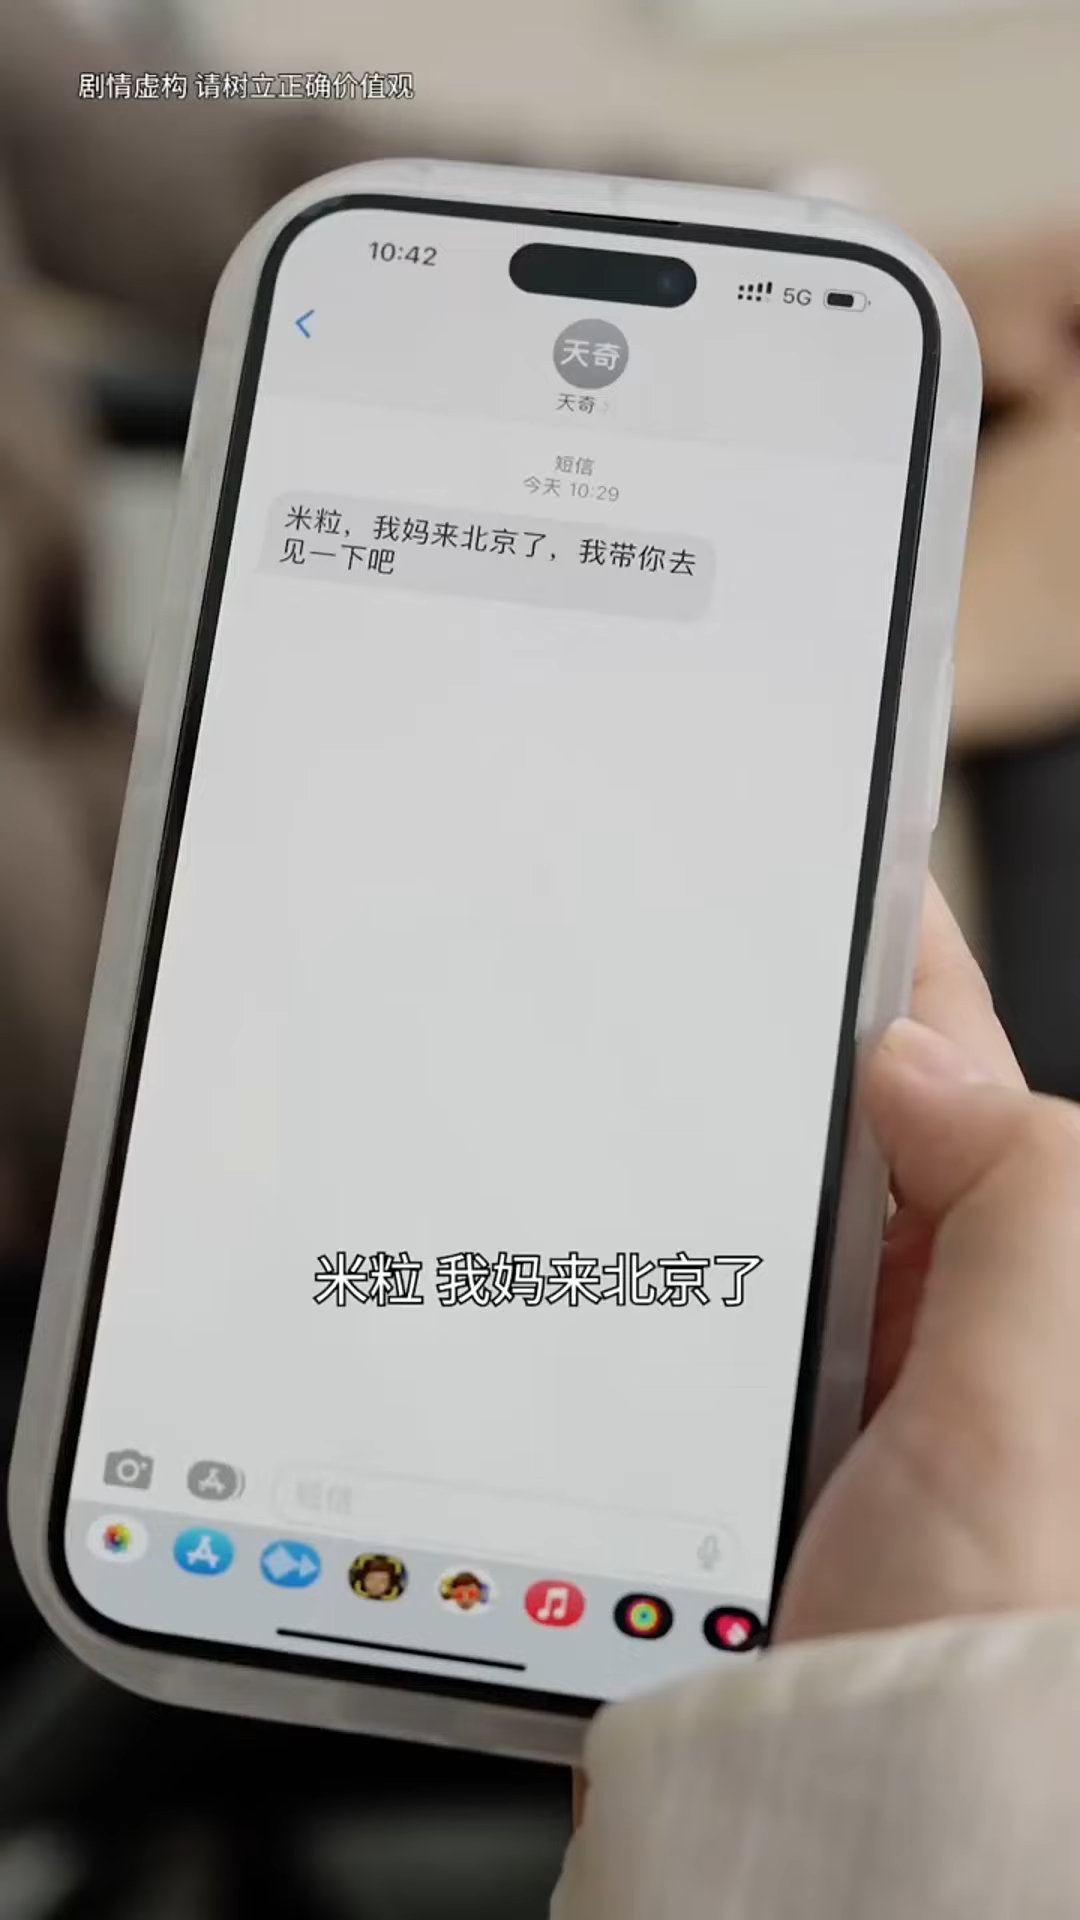 剧情虚构 请树立正确价值观
10:42
5G
天奇
天奇
短信
今天 10:29
米粒，我妈来北京了，我带你去
见一下吧
米粒 我妈来北京了
短信